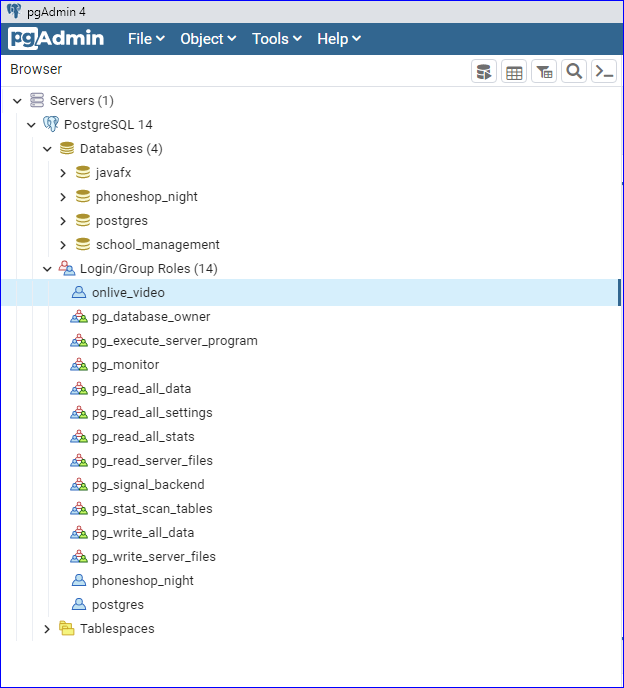 pgAdmin 4
pgAdmin File Object Tools Help
Browser
Servers (1)
PostgreSQL 14
Databases (4)
javafx
phoneshop_night
postgres
school_management
Login/Group Roles (14)
onlive_video
pg_database_owner
pg_execute_server_program
pg_monitor
pg_read_all_data
pg_read_all_settings
pg_read_all_stats
pg_read_server_files
pg_signal_backend
pg_stat_scan_tables
pg_write_all_data
pg_write_server_files
phoneshop_night
postgres
Tablespaces